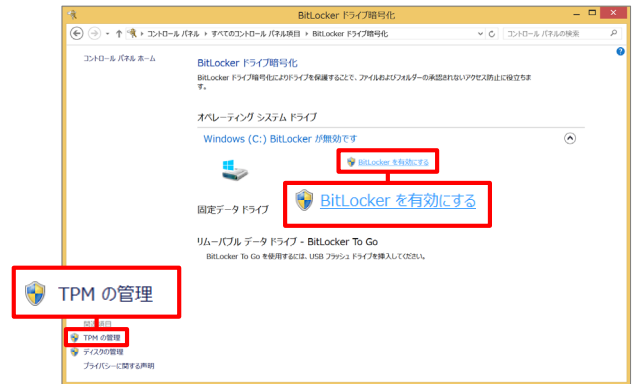 BitLocker ドライブ暗号化
コントロール パネル ▸ すべてのコントロール パネル項目 ▸ BitLocker ドライブ暗号化
コントロール パネルの検索
コントロール パネル ホーム
BitLocker ドライブ暗号化
BitLocker ドライブ暗号化によりドライブを保護することで、ファイルおよびフォルダーの承認されないアクセス防止に役立ちま
す。
オペレーティング システム ドライブ
Windows (C:) BitLocker が無効です
BitLocker を有効にする
BitLocker を有効にする
固定データ ドライブ
リムーバブル データ ドライブ - BitLocker To Go
BitLocker To Go を使用するには、USB フラッシュ ドライブを挿入してください。
TPM の管理
関連項目
TPM の管理
ディスクの管理
プライバシーに関する声明